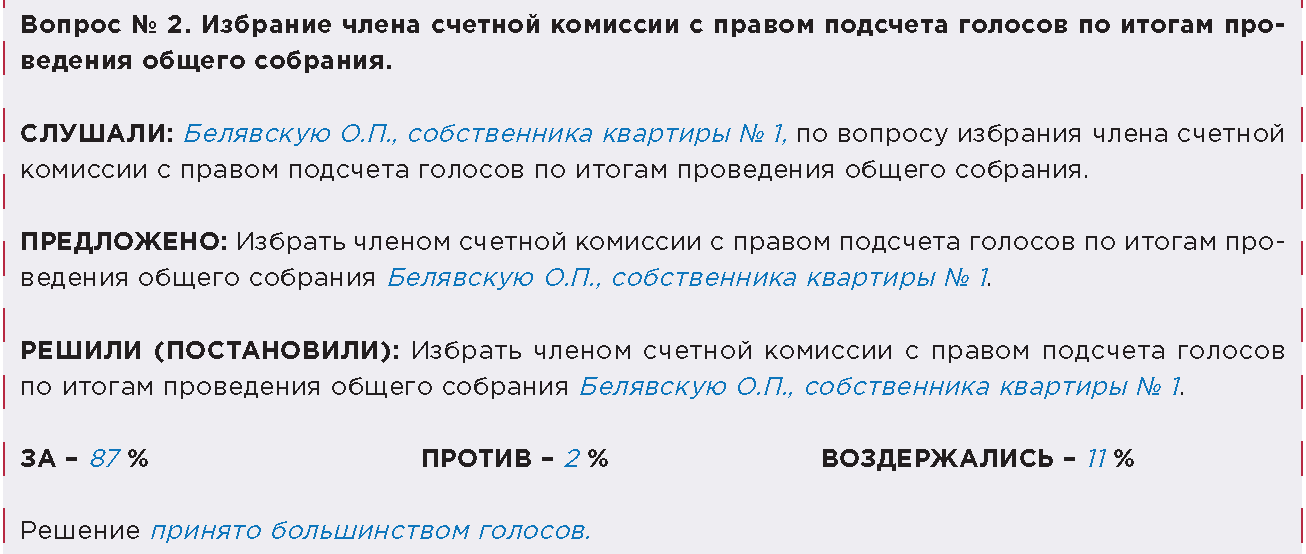 Вопрос № 2. Избрание члена счетной комиссии с правом подсчета голосов по итогам про-
ведения общего собрания.
СЛУШАЛИ: Белявскую О.П., собственника квартиры № 1, по вопросу избрания члена счетной
комиссии с правом подсчета голосов по итогам проведения общего собрания.
ПРЕДЛОЖЕНО: Избрать членом счетной комиссии с правом подсчета голосов по итогам про-
ведения общего собрания Белявскую О.П., собственника квартиры № 1.
РЕШИЛИ (ПОСТАНОВИЛИ): Избрать членом счетной комиссии с правом подсчета голосов
по итогам проведения общего собрания Белявскую О.П., собственника квартиры № 1.
ЗА – 87 % ПРОТИВ – 2 % ВОЗДЕРЖАЛИСЬ – 11 %
Решение принято большинством голосов.